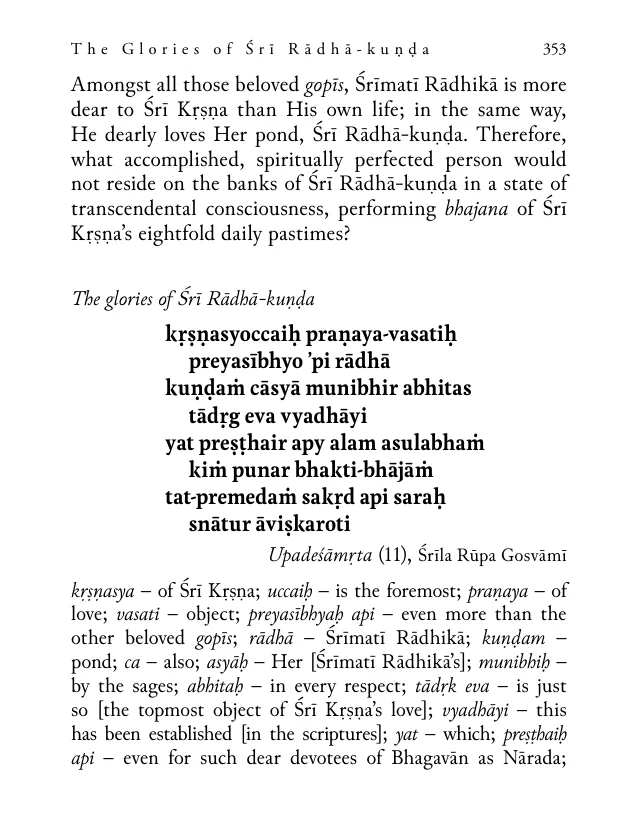 The Glories of Śrī Rādhā-kuṇḍa 353
Amongst all those beloved gopīs, Śrīmatī Rādhikā is more
dear to Śrī Kṛṣṇa than His own life; in the same way,
He dearly loves Her pond, Śrī Rādhā-kuṇḍa. Therefore,
what accomplished, spiritually perfected person would
not reside on the banks of Śrī Rādhā-kuṇḍa in a state of
transcendental consciousness, performing bhajana of Śrī
Kṛṣṇa’s eightfold daily pastimes?
The glories of Śrī Rādhā-kuṇḍa
kṛṣṇasyoccaiḥ praṇaya-vasatiḥ
preyasībhyo ’pi rādhā
kuṇḍaṁ cāsyā munibhir abhitas
tādṛg eva vyadhāyi
yat preṣṭhair apy alam asulabhaṁ
kiṁ punar bhakti-bhājāṁ
tat-premedaṁ sakṛd api saraḥ
snātur āviṣkaroti
Upadeśāmṛta (11), Śrīla Rūpa Gosvāmī
kṛṣṇasya – of Śrī Kṛṣṇa; uccaiḥ – is the foremost; praṇaya – of
love; vasati – object; preyasībhyaḥ api – even more than the
other beloved gopīs; rādhā – Śrīmatī Rādhikā; kuṇḍam –
pond; ca – also; asyāḥ – Her [Śrīmatī Rādhikā’s]; munibhiḥ –
by the sages; abhitaḥ – in every respect; tādṛk eva – is just
so [the topmost object of Śrī Kṛṣṇa’s love]; vyadhāyi – this
has been established [in the scriptures]; yat – which; preṣṭhaiḥ
api – even for such dear devotees of Bhagavān as Nārada;